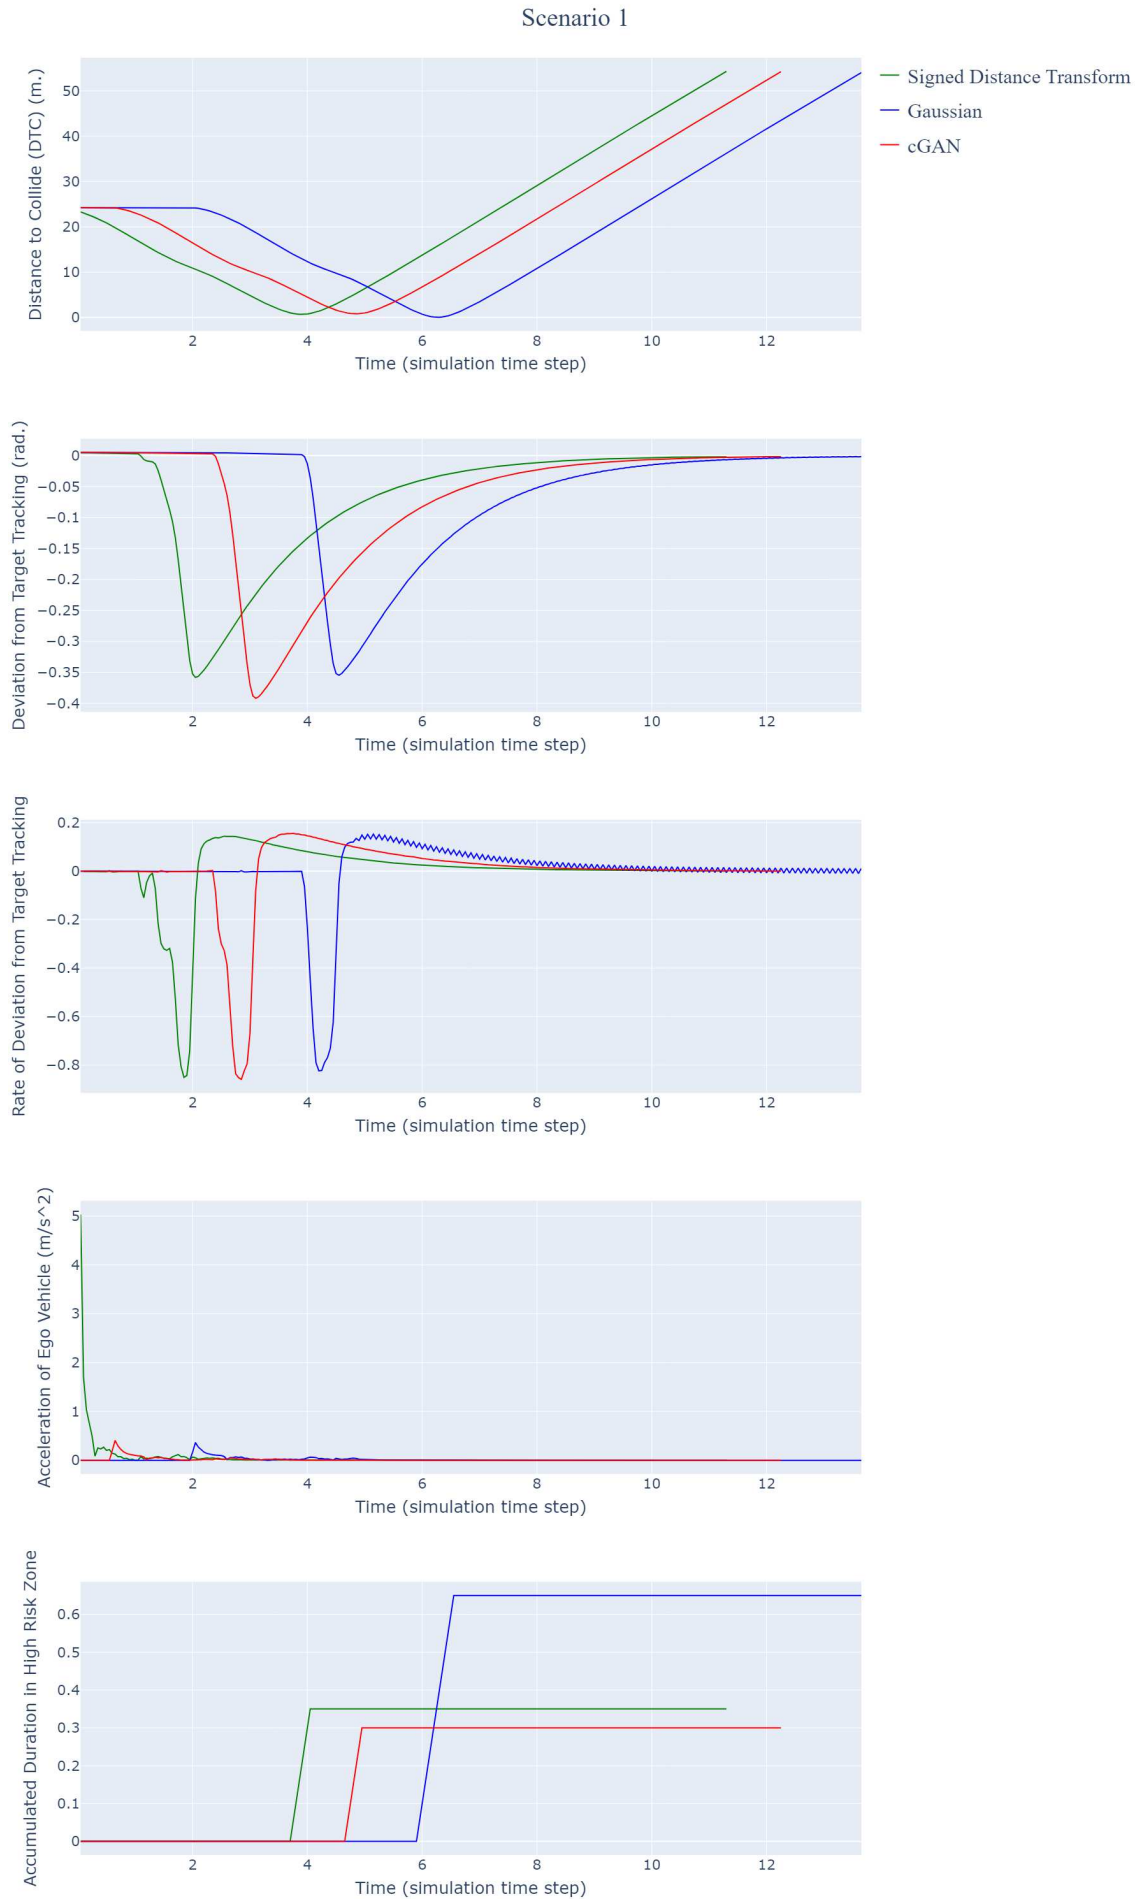 Scenario 1
Signed Distance Transform
Gaussian
cGAN
Distance to Collide (DTC) (m.)
50
40
30
20
10
0
2 4 6 8 10 12
Time (simulation time step)
Deviation from Target Tracking (rad.)
0
−0.05
−0.1
−0.15
−0.2
−0.25
−0.3
−0.35
−0.4
2 4 6 8 10 12
Time (simulation time step)
Rate of Deviation from Target Tracking
0.2
0
−0.2
−0.4
−0.6
−0.8
2 4 6 8 10 12
Time (simulation time step)
Acceleration of Ego Vehicle (m/s^2)
5
4
3
2
1
0
2 4 6 8 10 12
Time (simulation time step)
Accumulated Duration in High Risk Zone
0.6
0.5
0.4
0.3
0.2
0.1
0
2 4 6 8 10 12
Time (simulation time step)